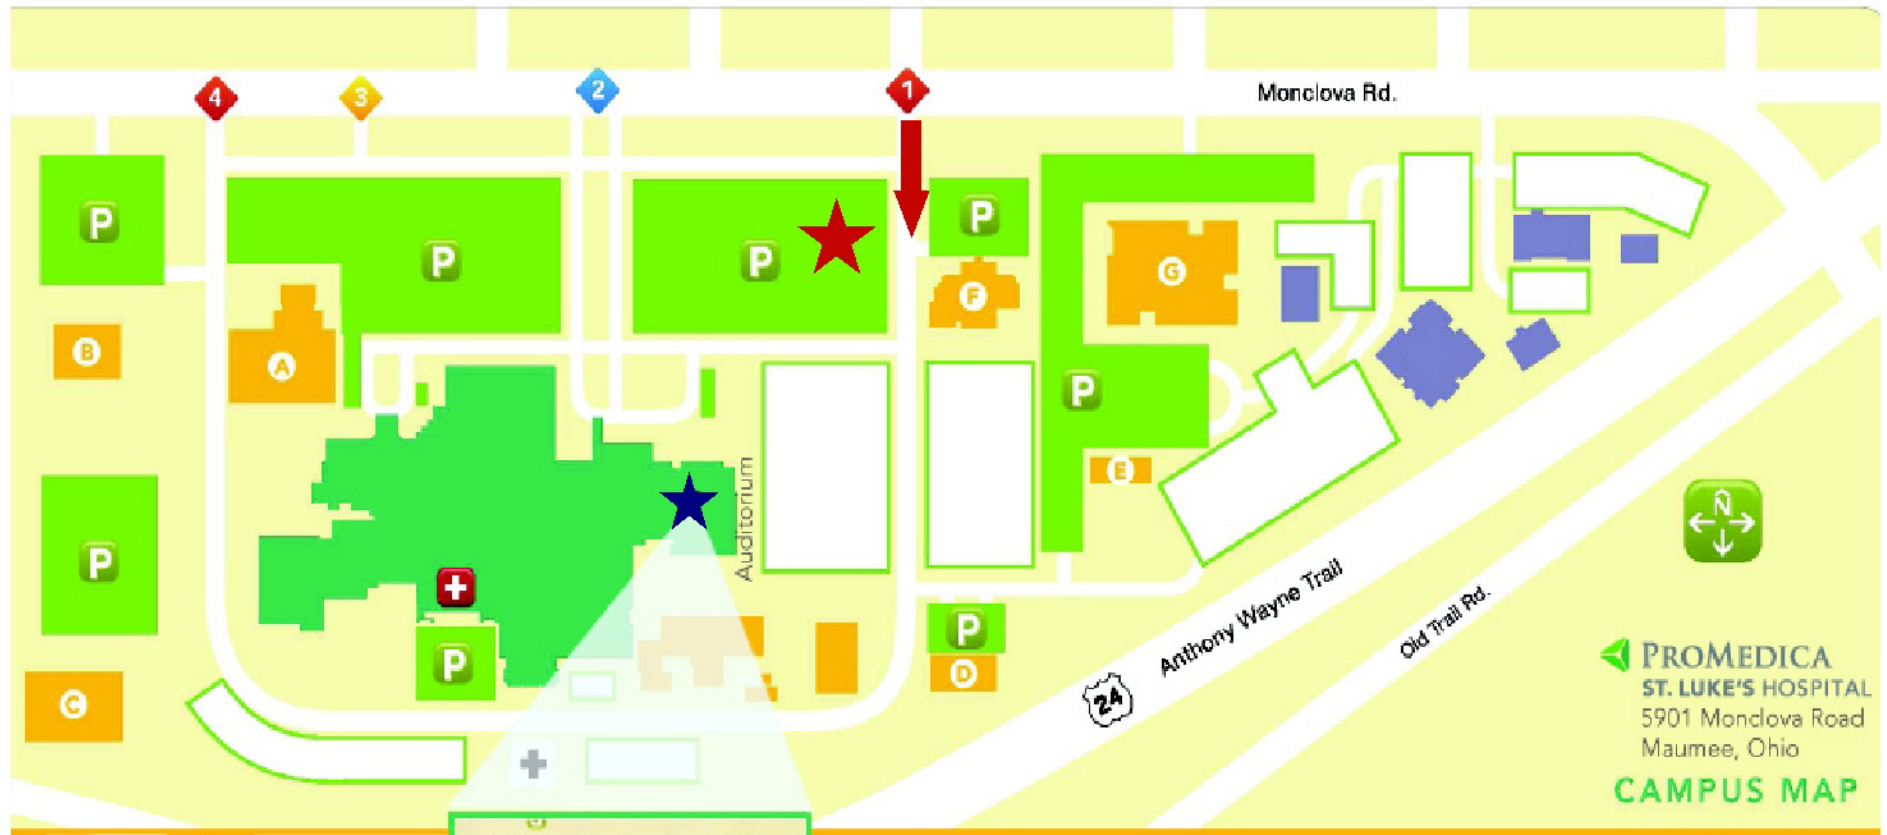 4
3
2
1
Monclova Rd.
P
P
P
P
F
G
B
A
P
E
Auditorium
N
P
P
P
C
D
24
Anthony Wayne Trail
Old Trail Rd.
PROMEDICA
ST. LUKE'S HOSPITAL
5901 Monclova Road
Maumee, Ohio
CAMPUS MAP